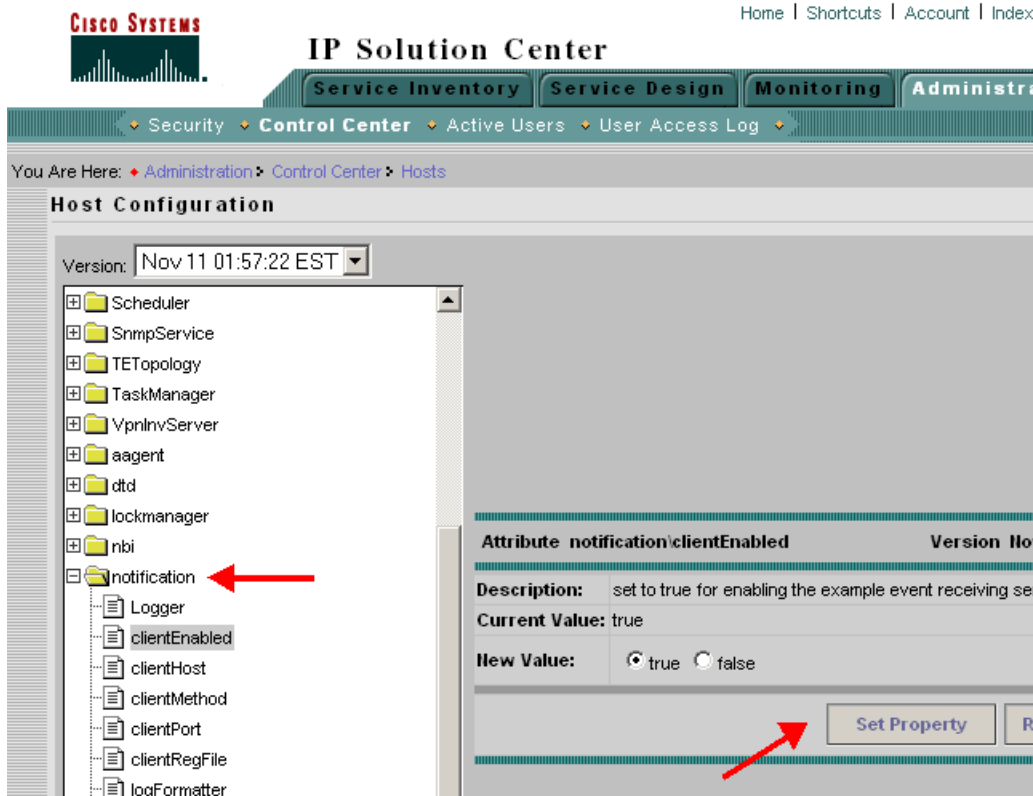 Home | Shortcuts | Account | Index
CISCO SYSTEMS
IP Solution Center
Service Inventory Service Design Monitoring Administra
Security Control Center Active Users User Access Log
You Are Here: Administration Control Center Hosts
Host Configuration
Version: Nov 11 01:57:22 EST
Scheduler
SnmpService
TETopology
TaskManager
VpnInvServer
aagent
dtd
lockmanager
nbi
notification
Logger
clientEnabled
clientHost
clientMethod
clientPort
clientRegFile
logFormatter
Attribute notification\clientEnabled Version No
Description: set to true for enabling the example event receiving se
Current Value: true
New Value: true false
Set Property R